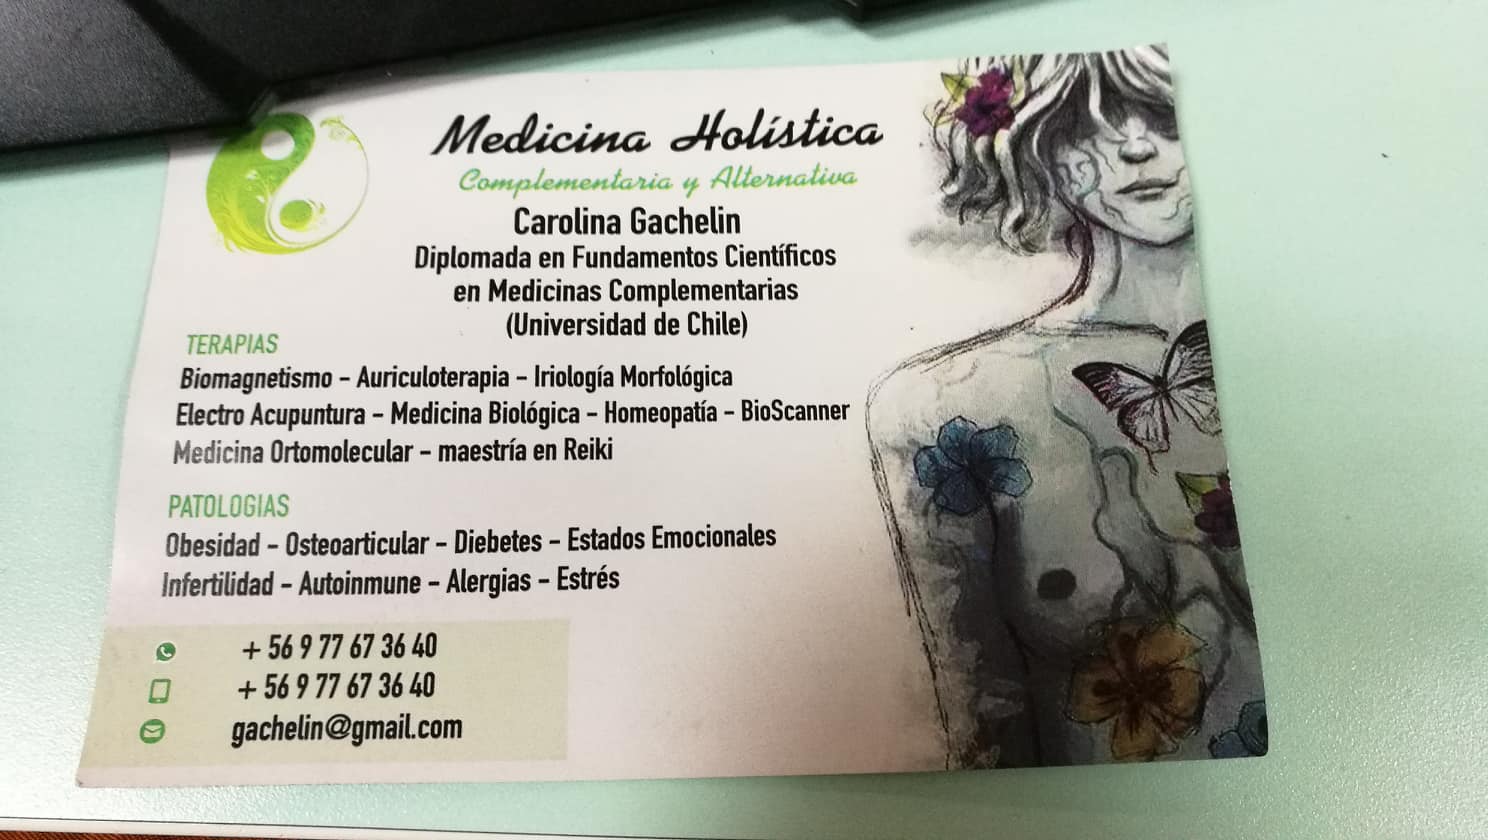 Medicina Holística
Complementaria y Alternativa
Carolina Gachelin
Diplomada en Fundamentos Científicos
en Medicinas Complementarias
(Universidad de Chile)
TERAPIAS
Biomagnetismo – Auriculoterapia – Iriología Morfológica
Electro Acupuntura – Medicina Biológica – Homeopatía – BioScanner
Medicina Ortomolecular – maestría en Reiki
PATOLOGIAS
Obesidad – Osteoarticular – Diebetes – Estados Emocionales
Infertilidad – Autoinmune – Alergias – Estrés
+ 56 9 77 67 36 40
+ 56 9 77 67 36 40
gachelin@gmail.com